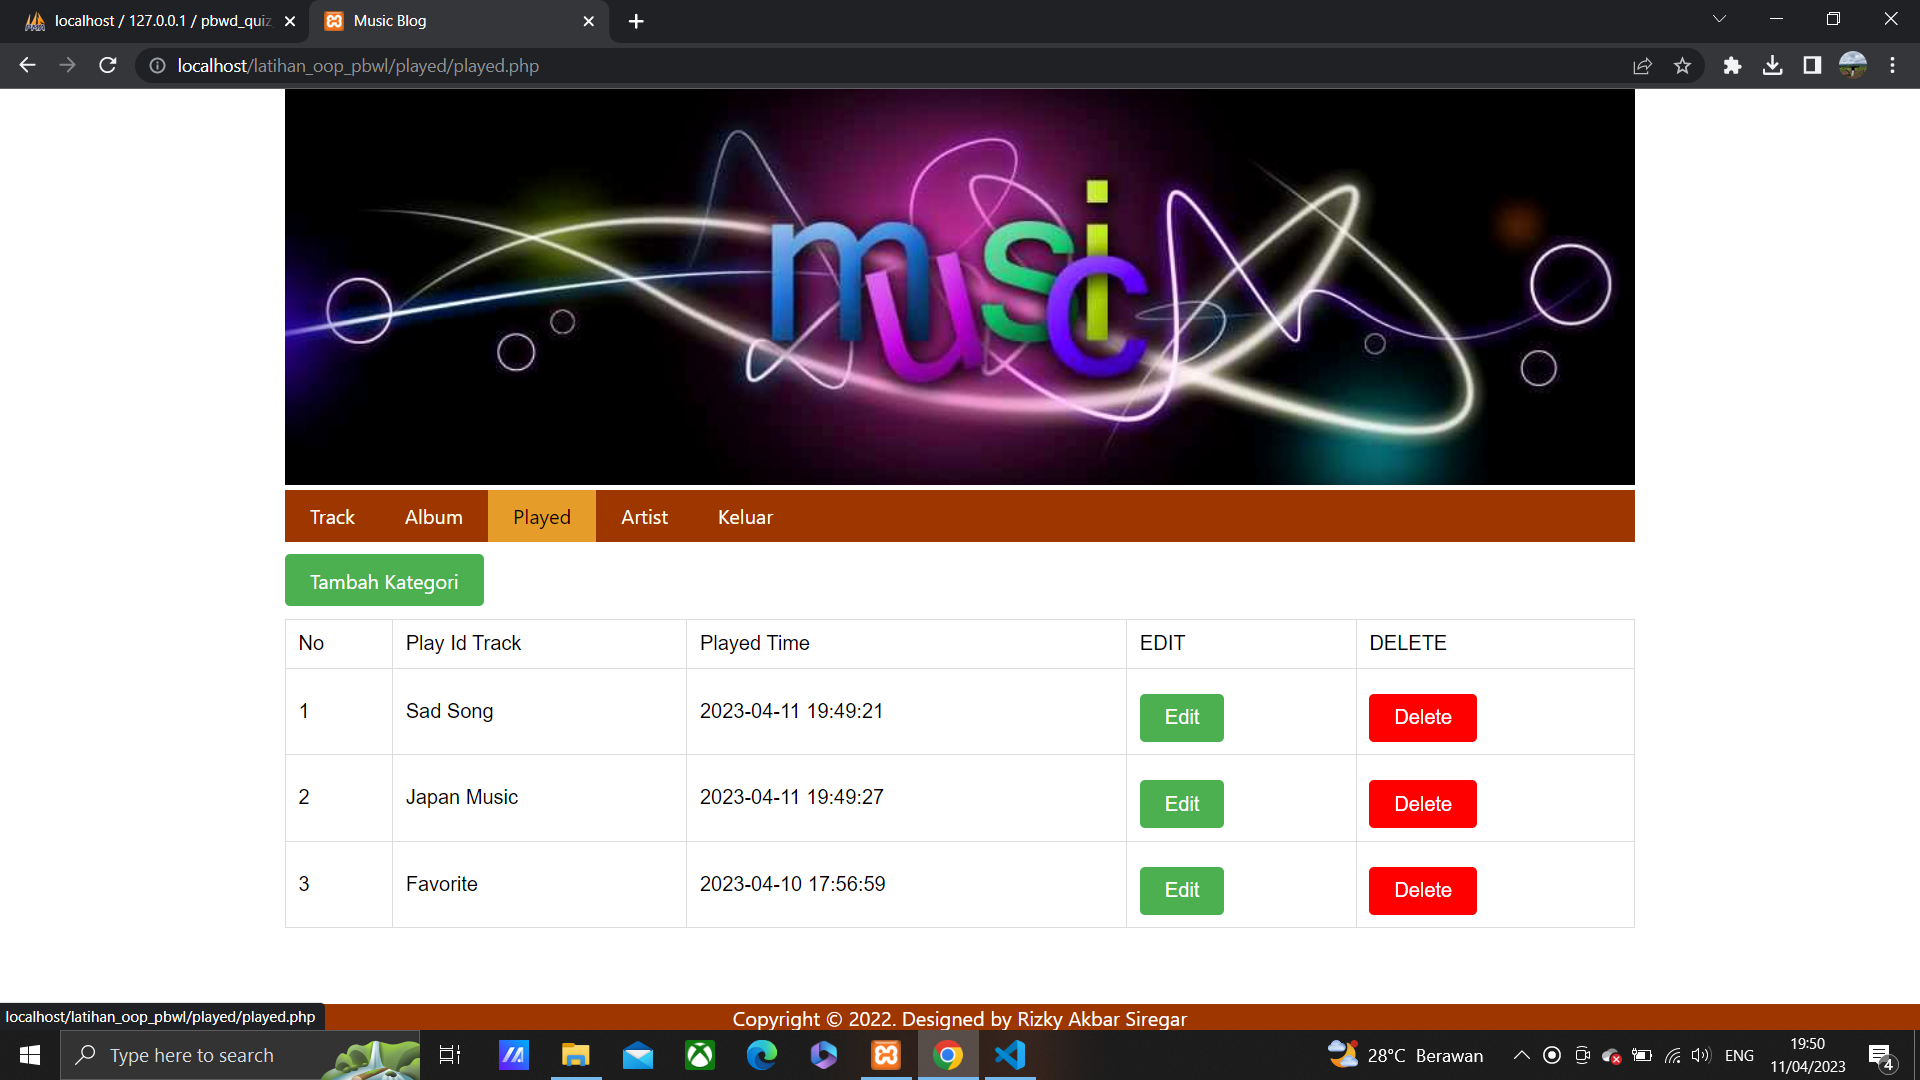 localhost / 127.0.0.1 / pbwd_quiz
Music Blog
localhost/latihan_oop_pbwl/played/played.php
music
Track Album Played Artist Keluar
Tambah Kategori
No Play Id Track Played Time EDIT DELETE
1 Sad Song 2023-04-11 19:49:21 Edit Delete
2 Japan Music 2023-04-11 19:49:27 Edit Delete
3 Favorite 2023-04-10 17:56:59 Edit Delete
localhost/latihan_oop_pbwl/played/played.php
Copyright © 2022. Designed by Rizky Akbar Siregar
Type here to search
28°C Berawan
ENG
19:50
11/04/2023
4